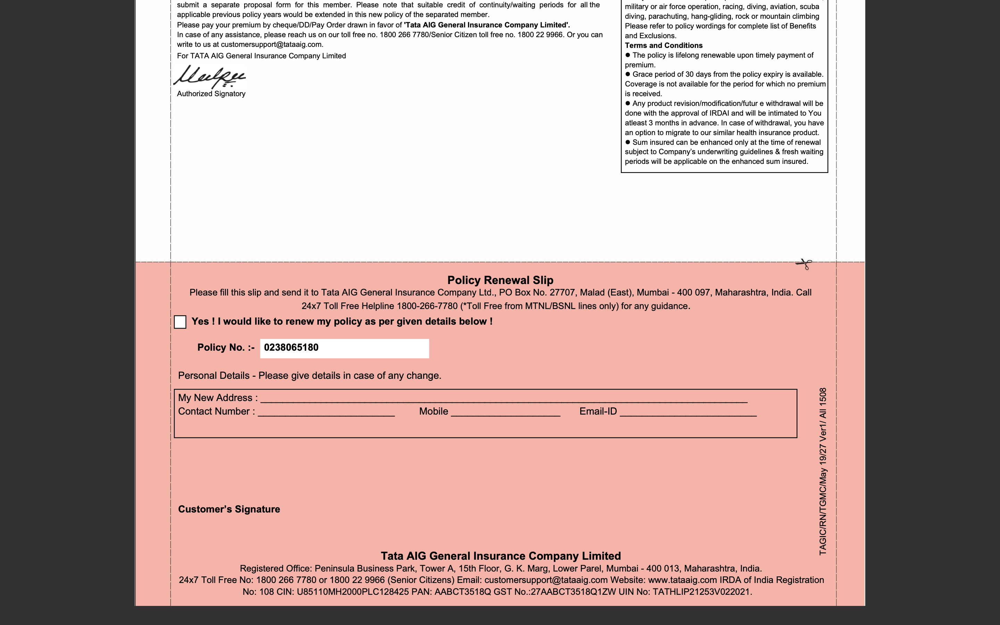 submit a separate proposal form for this member. Please note that suitable credit of continuity/waiting periods for all the
applicable previous policy years would be extended in this new policy of the separated member.
Please pay your premium by cheque/DD/Pay Order drawn in favor of 'Tata AIG General Insurance Company Limited'.
In case of any assistance, please reach us on our toll free no. 1800 266 7780/Senior Citizen toll free no. 1800 22 9966. Or you can
write to us at customersupport@tataaig.com.
For TATA AIG General Insurance Company Limited
Authorized Signatory
military or air force operation, racing, diving, aviation, scuba
diving, parachuting, hang-gliding, rock or mountain climbing
Please refer to policy wordings for complete list of Benefits
and Exclusions.
Terms and Conditions
● The policy is lifelong renewable upon timely payment of
premium.
● Grace period of 30 days from the policy expiry is available.
Coverage is not available for the period for which no premium
is received.
● Any product revision/modification/futur e withdrawal will be
done with the approval of IRDAI and will be intimated to You
atleast 3 months in advance. In case of withdrawal, you have
an option to migrate to our similar health insurance product.
● Sum insured can be enhanced only at the time of renewal
subject to Company’s underwriting guidelines & fresh waiting
periods will be applicable on the enhanced sum insured.
Policy Renewal Slip
Please fill this slip and send it to Tata AIG General Insurance Company Ltd., PO Box No. 27707, Malad (East), Mumbai - 400 097, Maharashtra, India. Call
24x7 Toll Free Helpline 1800-266-7780 (*Toll Free from MTNL/BSNL lines only) for any guidance.
Yes ! I would like to renew my policy as per given details below !
Policy No. :- 0238065180
Personal Details - Please give details in case of any change.
My New Address :
Contact Number : Mobile Email-ID
TAGIC/RN/TGMC/May 19/27 Ver1/ All 1508
Customer’s Signature
Tata AIG General Insurance Company Limited
Registered Office: Peninsula Business Park, Tower A, 15th Floor, G. K. Marg, Lower Parel, Mumbai - 400 013, Maharashtra, India.
24x7 Toll Free No: 1800 266 7780 or 1800 22 9966 (Senior Citizens) Email: customersupport@tataaig.com Website: www.tataaig.com IRDA of India Registration
No: 108 CIN: U85110MH2000PLC128425 PAN: AABCT3518Q GST No.:27AABCT3518Q1ZW UIN No: TATHLIP21253V022021.